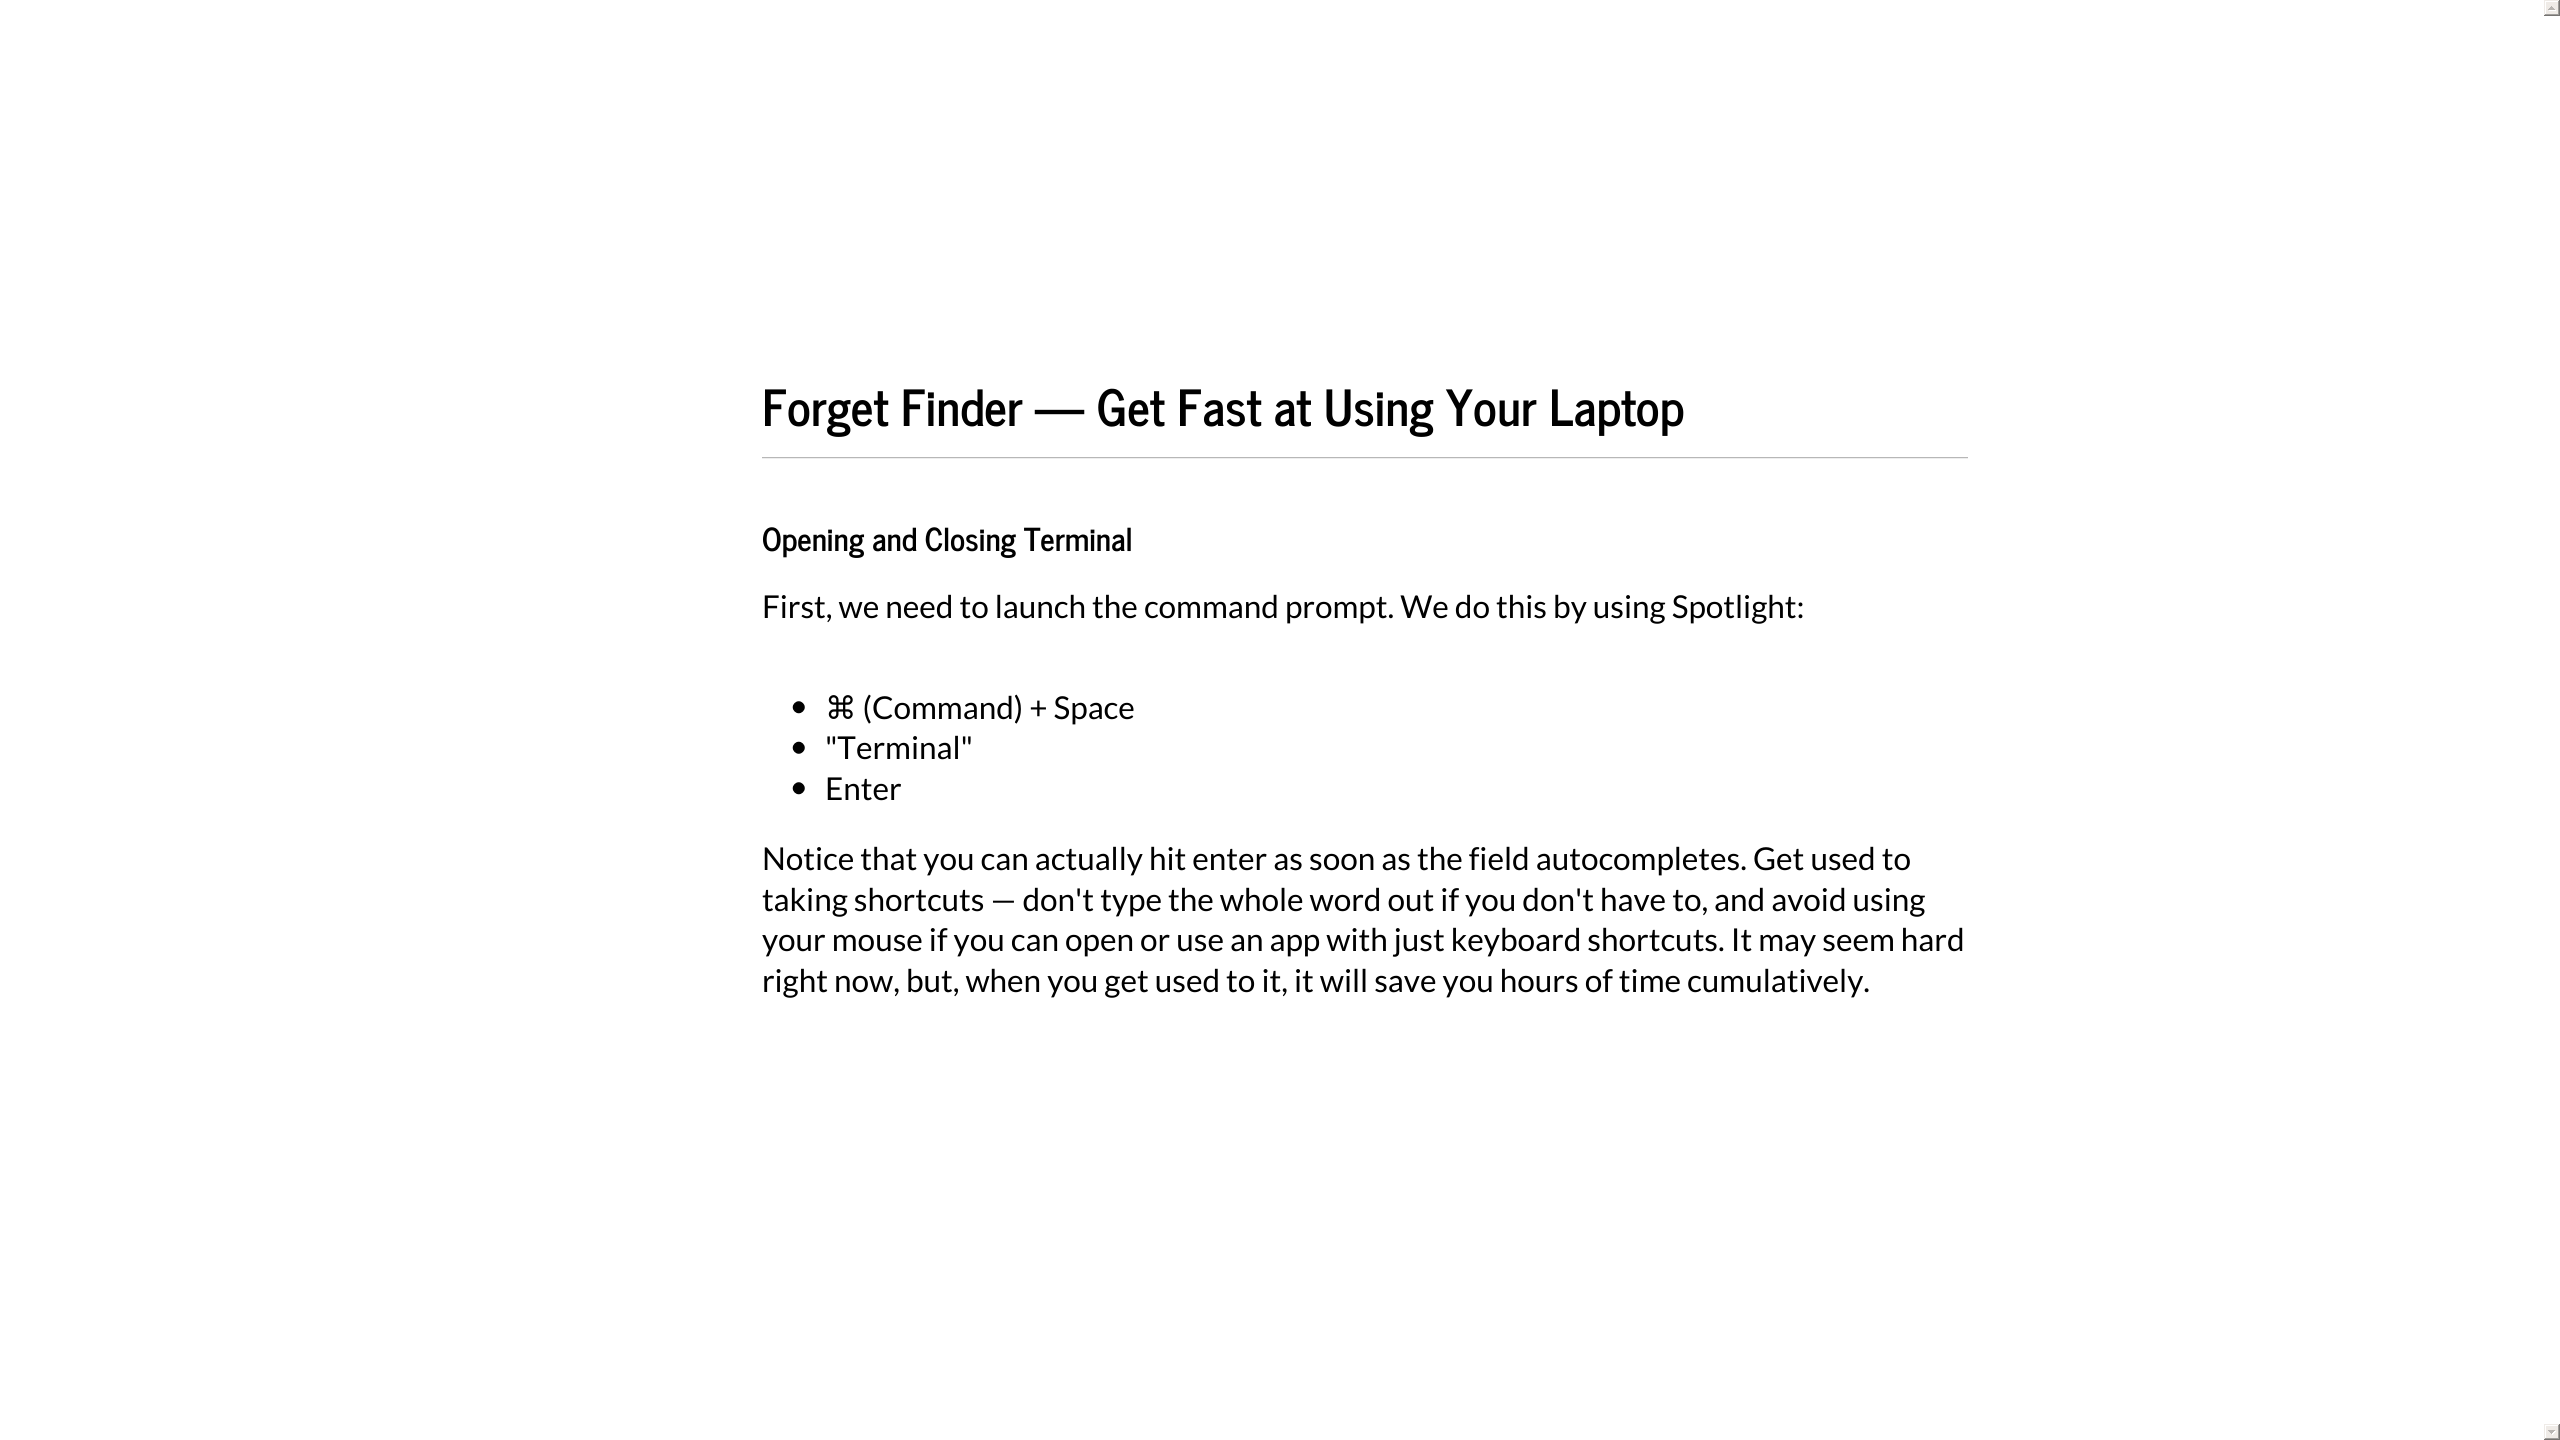 Forget Finder — Get Fast at Using Your Laptop
Opening and Closing Terminal
First, we need to launch the command prompt. We do this by using Spotlight:
• ⌘ (Command) + Space
• "Terminal"
• Enter
Notice that you can actually hit enter as soon as the field autocompletes. Get used to
taking shortcuts — don't type the whole word out if you don't have to, and avoid using
your mouse if you can open or use an app with just keyboard shortcuts. It may seem hard
right now, but, when you get used to it, it will save you hours of time cumulatively.